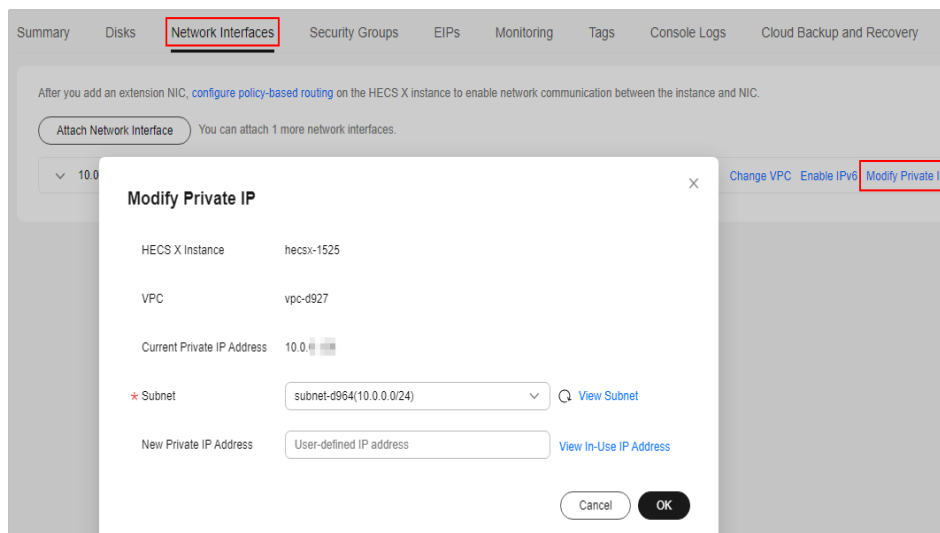 Summary Disks Network Interfaces Security Groups EIPs Monitoring Tags Console Logs Cloud Backup and Recovery
After you add an extension NIC, configure policy-based routing on the HECS X instance to enable network communication between the instance and NIC.
Attach Network Interface You can attach 1 more network interfaces.
10.0 Change VPC Enable IPv6 Modify Private I
Modify Private IP
HECS X Instance hecsx-1525
VPC vpc-d927
Current Private IP Address 10.0.
* Subnet subnet-d964(10.0.0.0/24) View Subnet
New Private IP Address User-defined IP address View In-Use IP Address
Cancel OK